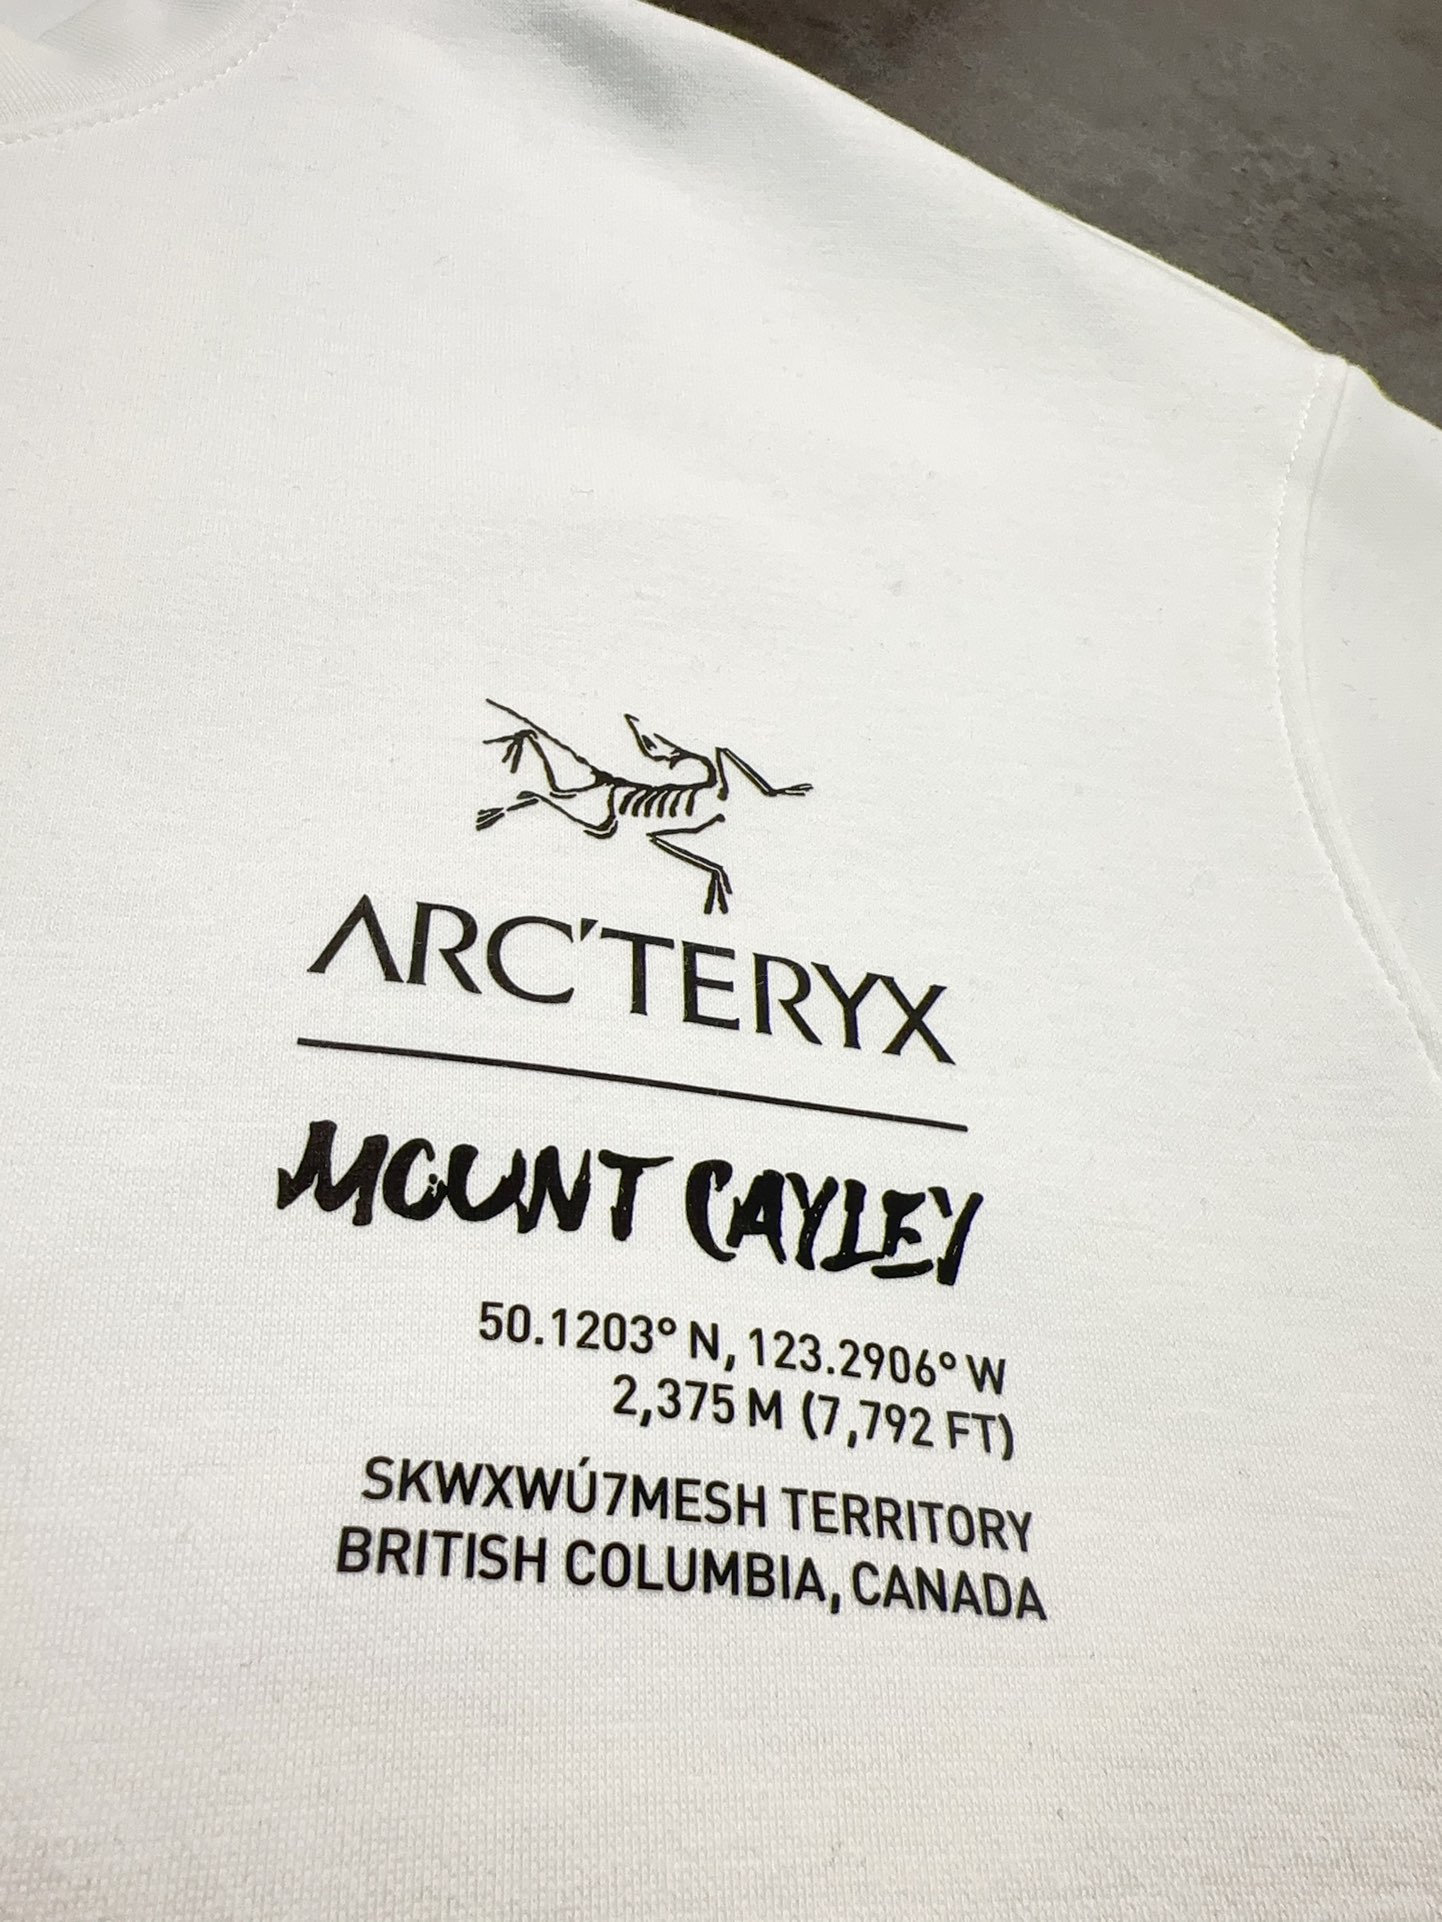 ARC'TERYX
MOUNT CAYLEY
50.1203° N, 123.2906° W
2,375 M (7,792 FT)
SKWXWÚ7MESH TERRITORY
BRITISH COLUMBIA, CANADA